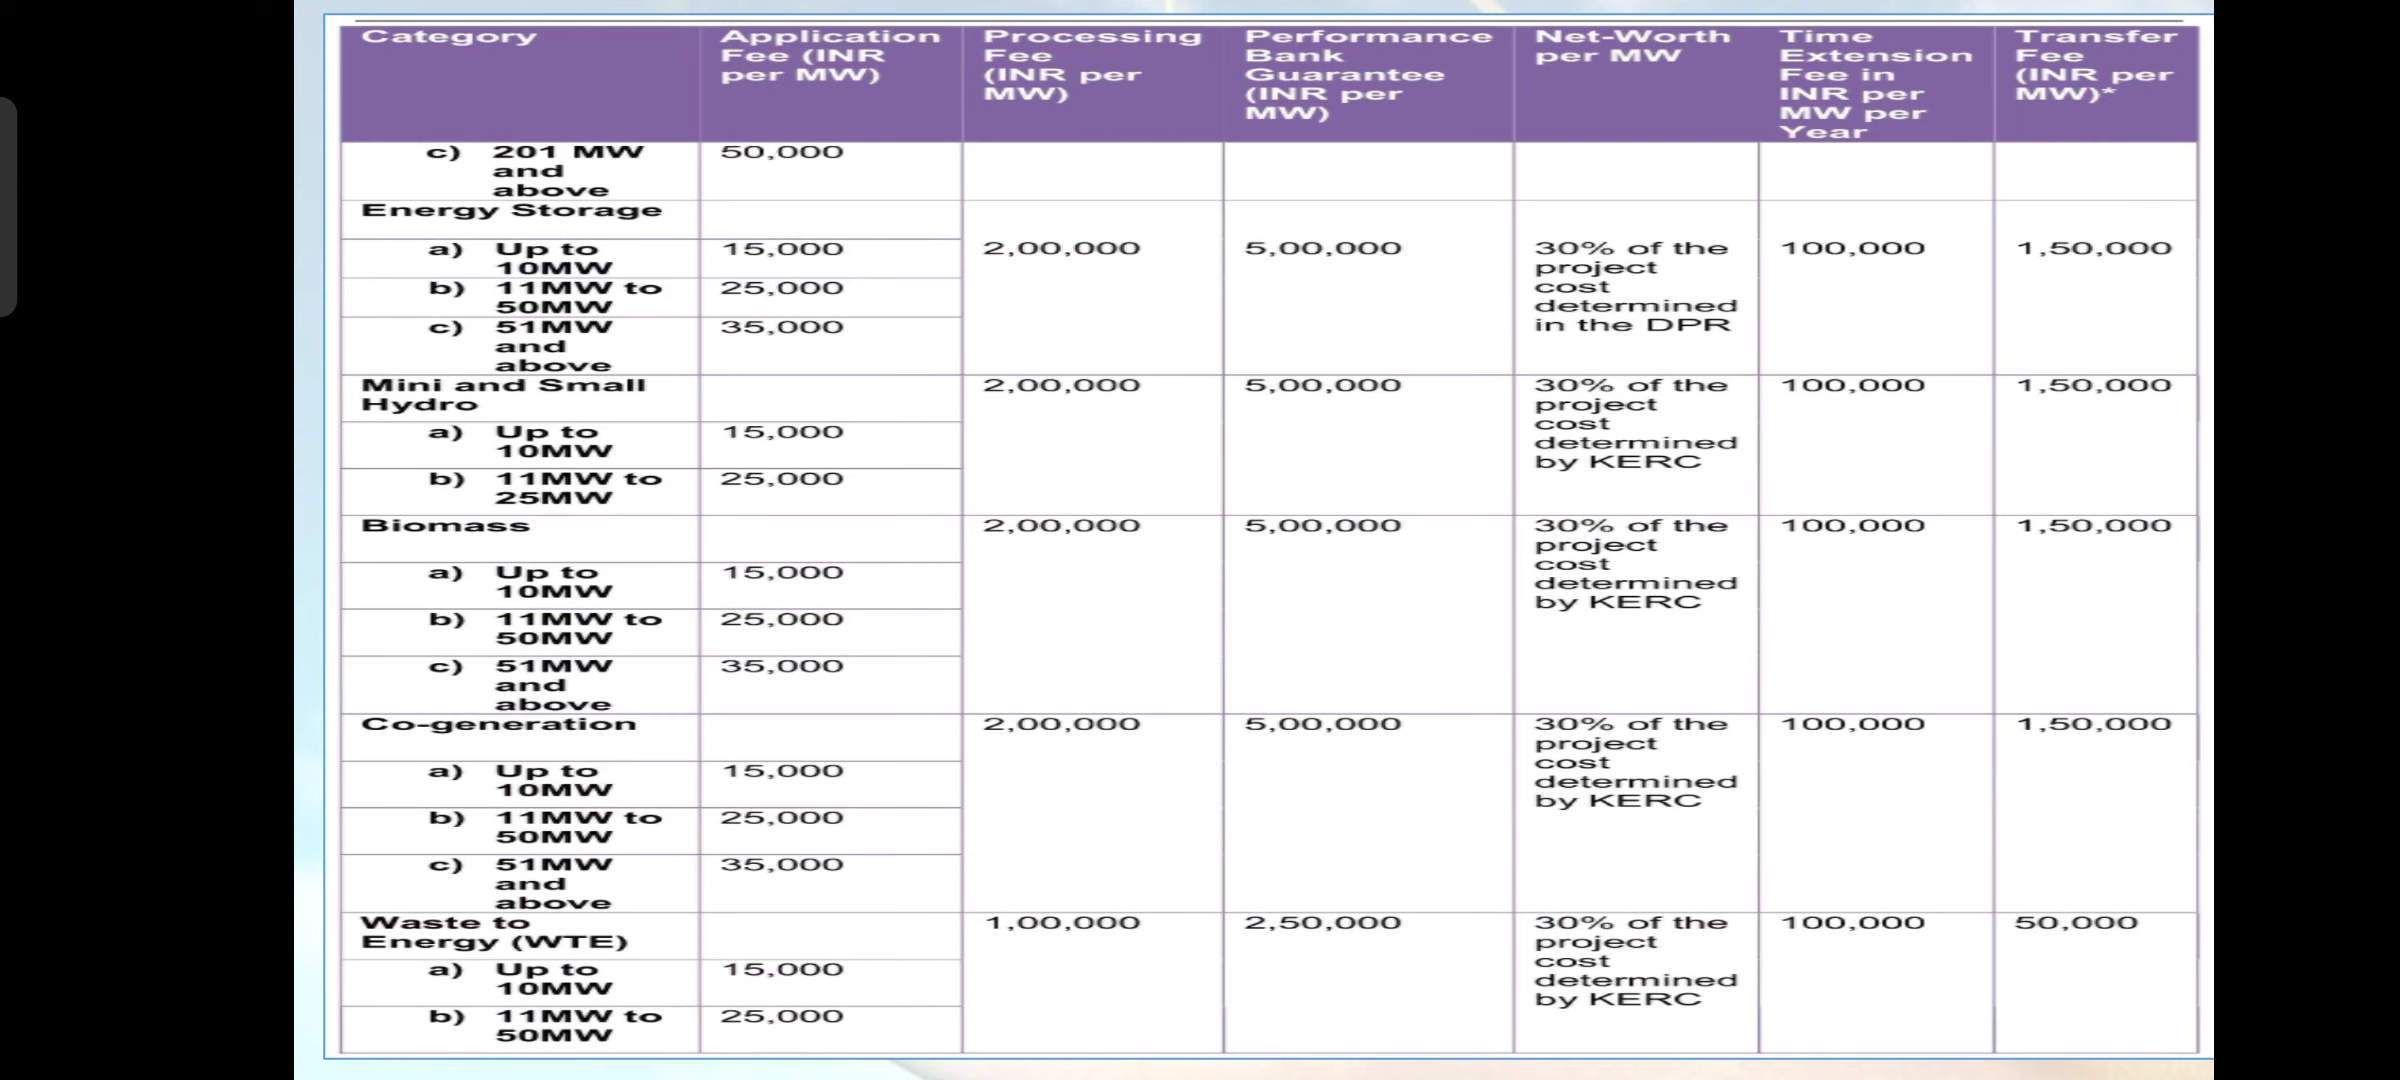 Category
Application
Fee (INR
per MW)
Processing
Fee
(INR per
MW)
Performance
Bank
Guarantee
(INR per
MW)
Net-Worth
per MW
Time
Extension
Fee in
INR per
MW per
Year
Transfer
Fee
(INR per
MW)*
c) 201 MW
and
above
50,000
Energy Storage
a) Up to
10MW
15,000
2,00,000
5,00,000
30% of the
project
cost
determined
in the DPR
100,000
1,50,000
b) 11MW to
50MW
25,000
c) 51MW
and
above
35,000
Mini and Small
Hydro
2,00,000
5,00,000
30% of the
project
cost
determined
by KERC
100,000
1,50,000
a) Up to
10MW
15,000
b) 11MW to
25MW
25,000
Biomass
2,00,000
5,00,000
30% of the
project
cost
determined
by KERC
100,000
1,50,000
a) Up to
10MW
15,000
b) 11MW to
50MW
25,000
c) 51MW
and
above
35,000
Co-generation
2,00,000
5,00,000
30% of the
project
cost
determined
by KERC
100,000
1,50,000
a) Up to
10MW
15,000
b) 11MW to
50MW
25,000
c) 51MW
and
above
35,000
Waste to
Energy (WTE)
1,00,000
2,50,000
30% of the
project
cost
determined
by KERC
100,000
50,000
a) Up to
10MW
15,000
b) 11MW to
50MW
25,000